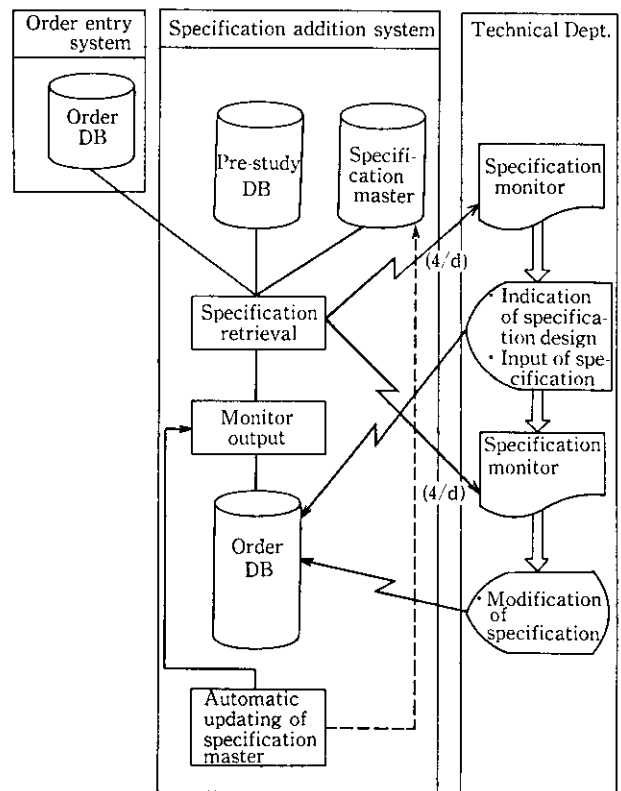 Order entry
system
Order
DB
Specification addition system
Pre-study
DB
Specifi-
cation
master
Specification
retrieval
Monitor
output
Order
DB
Automatic
updating of
specification
master
Technical Dept.
Specification
monitor
(4/d)
· Indication
of specifica-
tion design
· Input of spe-
cification
Specification
monitor
(4/d)
· Modification
of
specification